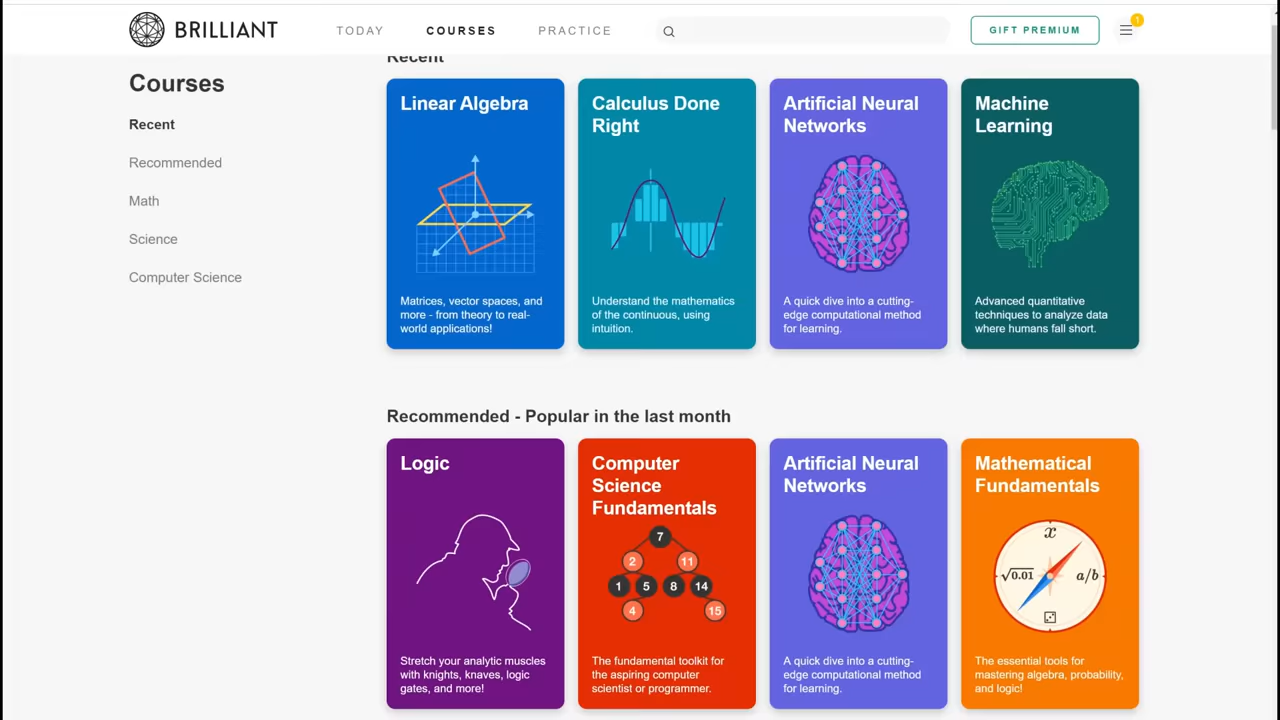 BRILLIANT
TODAY
COURSES
PRACTICE
GIFT PREMIUM
1
Courses
Recent
Recommended
Math
Science
Computer Science
Recent
Linear Algebra
Matrices, vector spaces, and
more - from theory to real-
world applications!
Calculus Done
Right
Understand the mathematics
of the continuous, using
intuition.
Artificial Neural
Networks
A quick dive into a cutting-
edge computational method
for learning.
Machine
Learning
Advanced quantitative
techniques to analyze data
where humans fall short.
Recommended - Popular in the last month
Logic
Stretch your analytic muscles
with knights, knaves, logic
gates, and more!
Computer
Science
Fundamentals
7
2 11
1 5 8 14
4 15
The fundamental toolkit for
the aspiring computer
scientist or programmer.
Artificial Neural
Networks
A quick dive into a cutting-
edge computational method
for learning.
Mathematical
Fundamentals
x
√0.01 a/b
The essential tools for
mastering algebra, probability,
and logic!